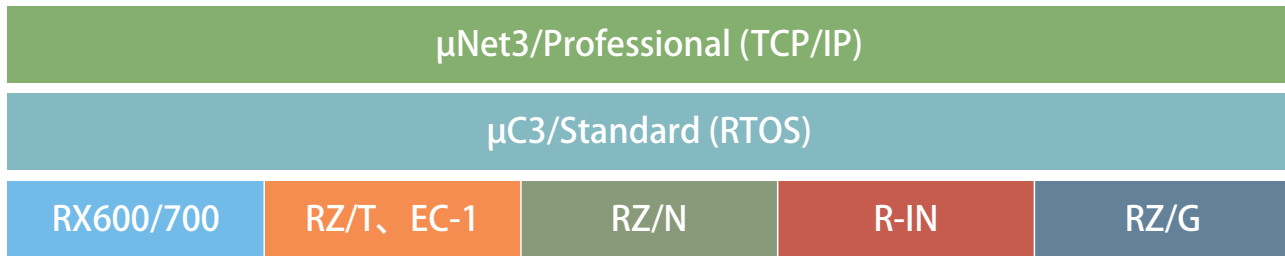 μNet3/Professional (TCP/IP)
μC3/Standard (RTOS)
RX600/700 RZ/T、EC-1 RZ/N R-IN RZ/G